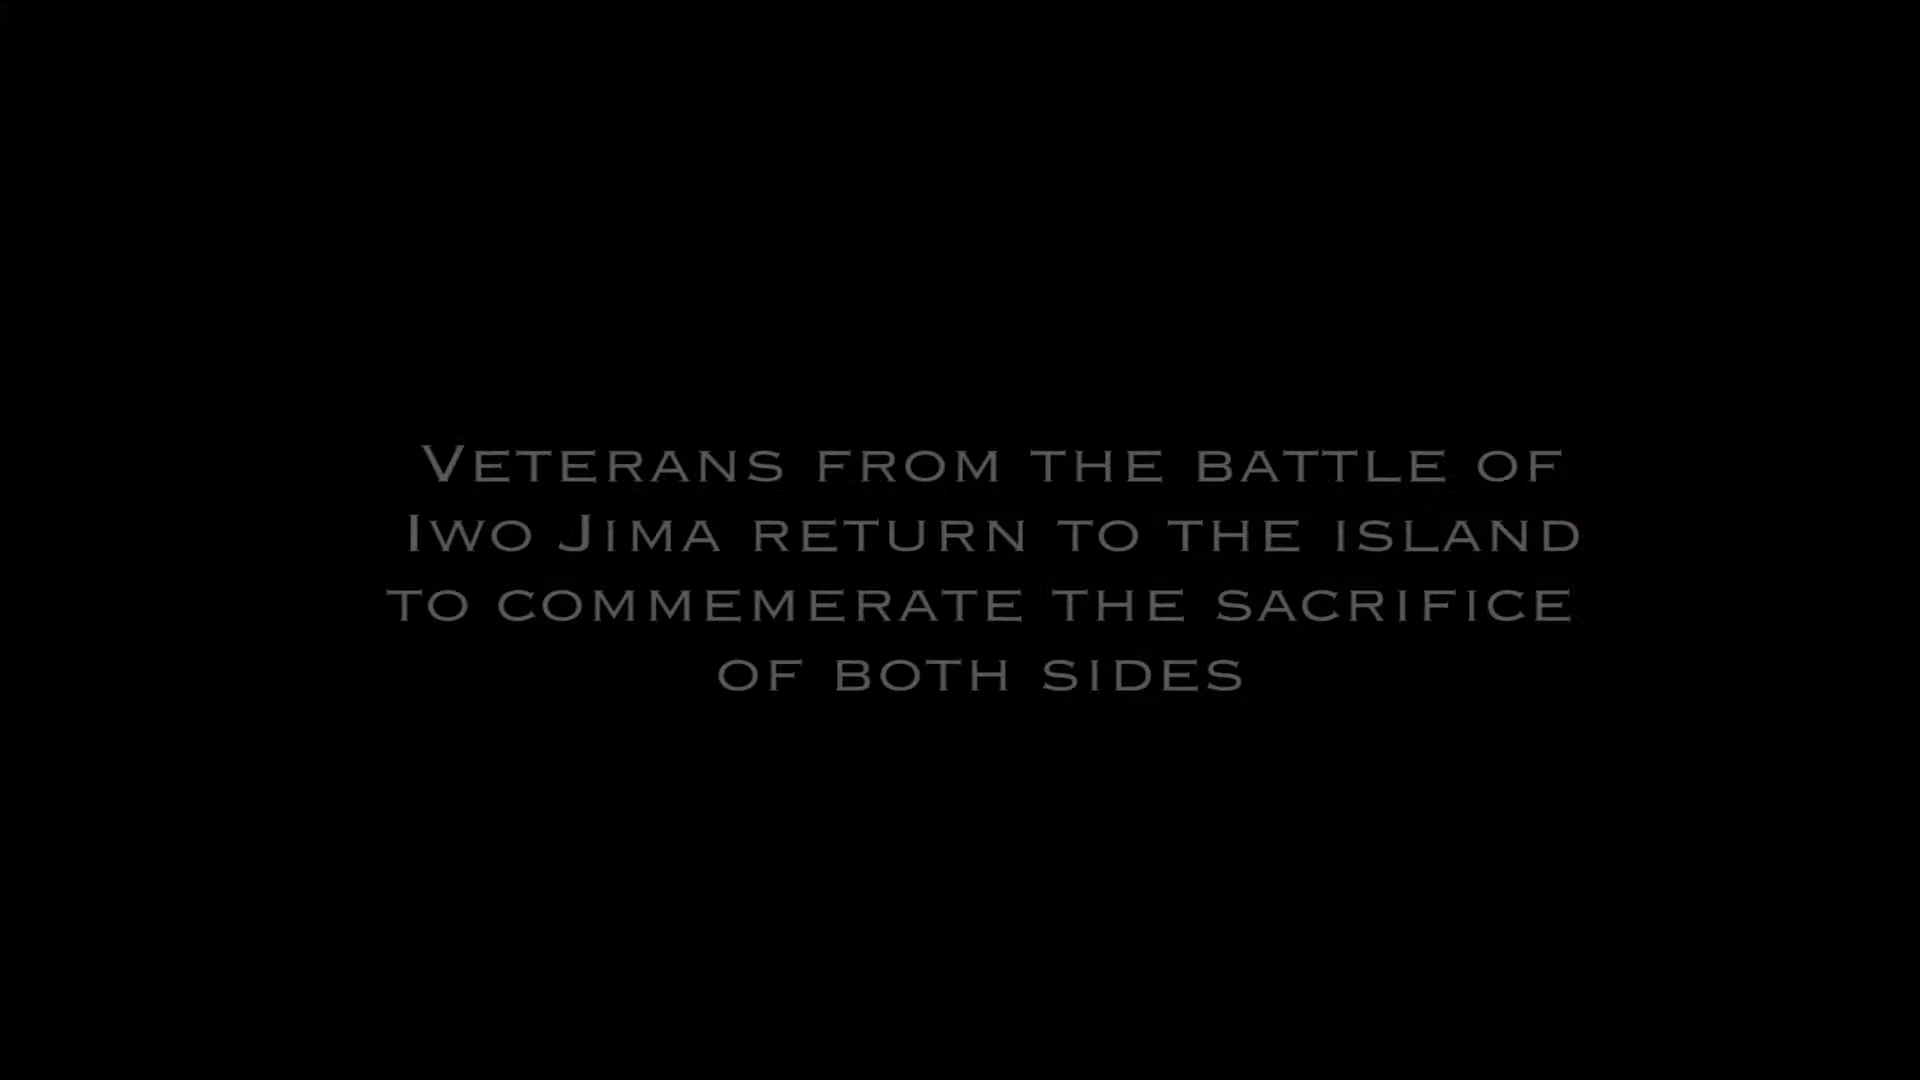 Veterans from the battle of
Iwo Jima return to the island
to commemerate the sacrifice
of both sides